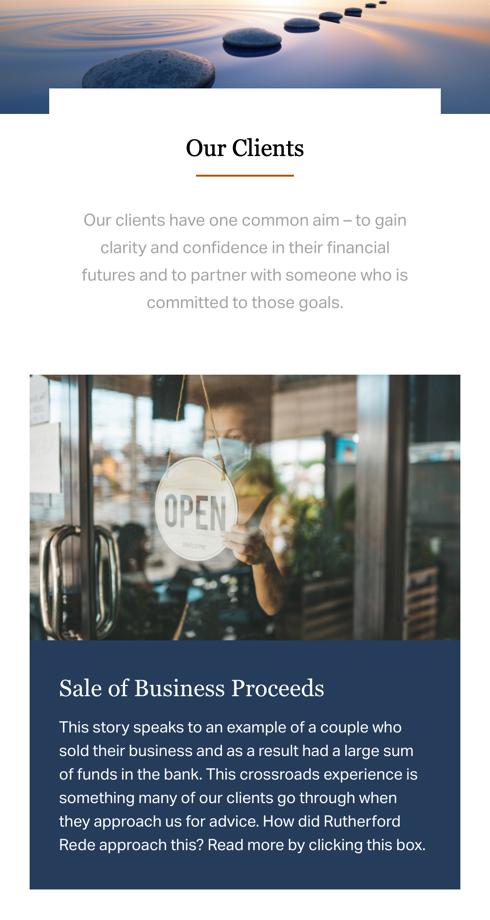 Our Clients
Our clients have one common aim – to gain
clarity and confidence in their financial
futures and to partner with someone who is
committed to those goals.
OPEN
Sale of Business Proceeds
This story speaks to an example of a couple who
sold their business and as a result had a large sum
of funds in the bank. This crossroads experience is
something many of our clients go through when
they approach us for advice. How did Rutherford
Rede approach this? Read more by clicking this box.